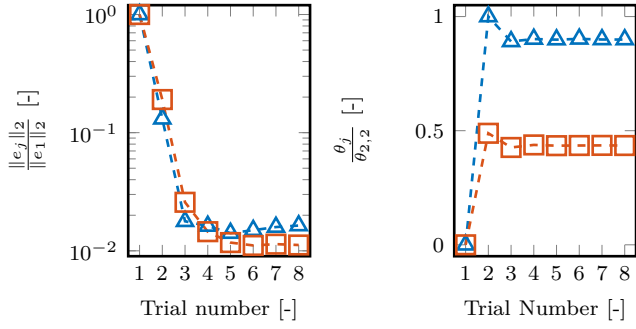 ‖e_j‖_2 / ‖e_1‖_2 [-]
10^0
10^{-1}
10^{-2}
1 2 3 4 5 6 7 8
Trial number [-]
θ_j / θ_{2,2} [-]
1
0.5
0
1 2 3 4 5 6 7 8
Trial Number [-]